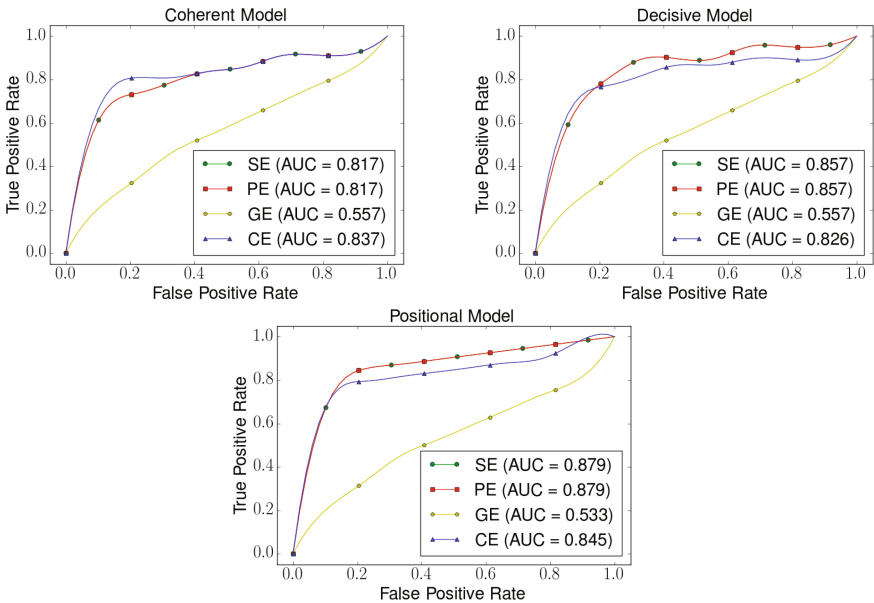 Coherent Model
True Positive Rate
1.0
0.8
0.6
0.4
0.2
0.0
SE (AUC = 0.817)
PE (AUC = 0.817)
GE (AUC = 0.557)
CE (AUC = 0.837)
0.0 0.2 0.4 0.6 0.8 1.0
False Positive Rate
Decisive Model
True Positive Rate
1.0
0.8
0.6
0.4
0.2
0.0
SE (AUC = 0.857)
PE (AUC = 0.857)
GE (AUC = 0.557)
CE (AUC = 0.826)
0.0 0.2 0.4 0.6 0.8 1.0
False Positive Rate
Positional Model
True Positive Rate
1.0
0.8
0.6
0.4
0.2
0.0
SE (AUC = 0.879)
PE (AUC = 0.879)
GE (AUC = 0.533)
CE (AUC = 0.845)
0.0 0.2 0.4 0.6 0.8 1.0
False Positive Rate